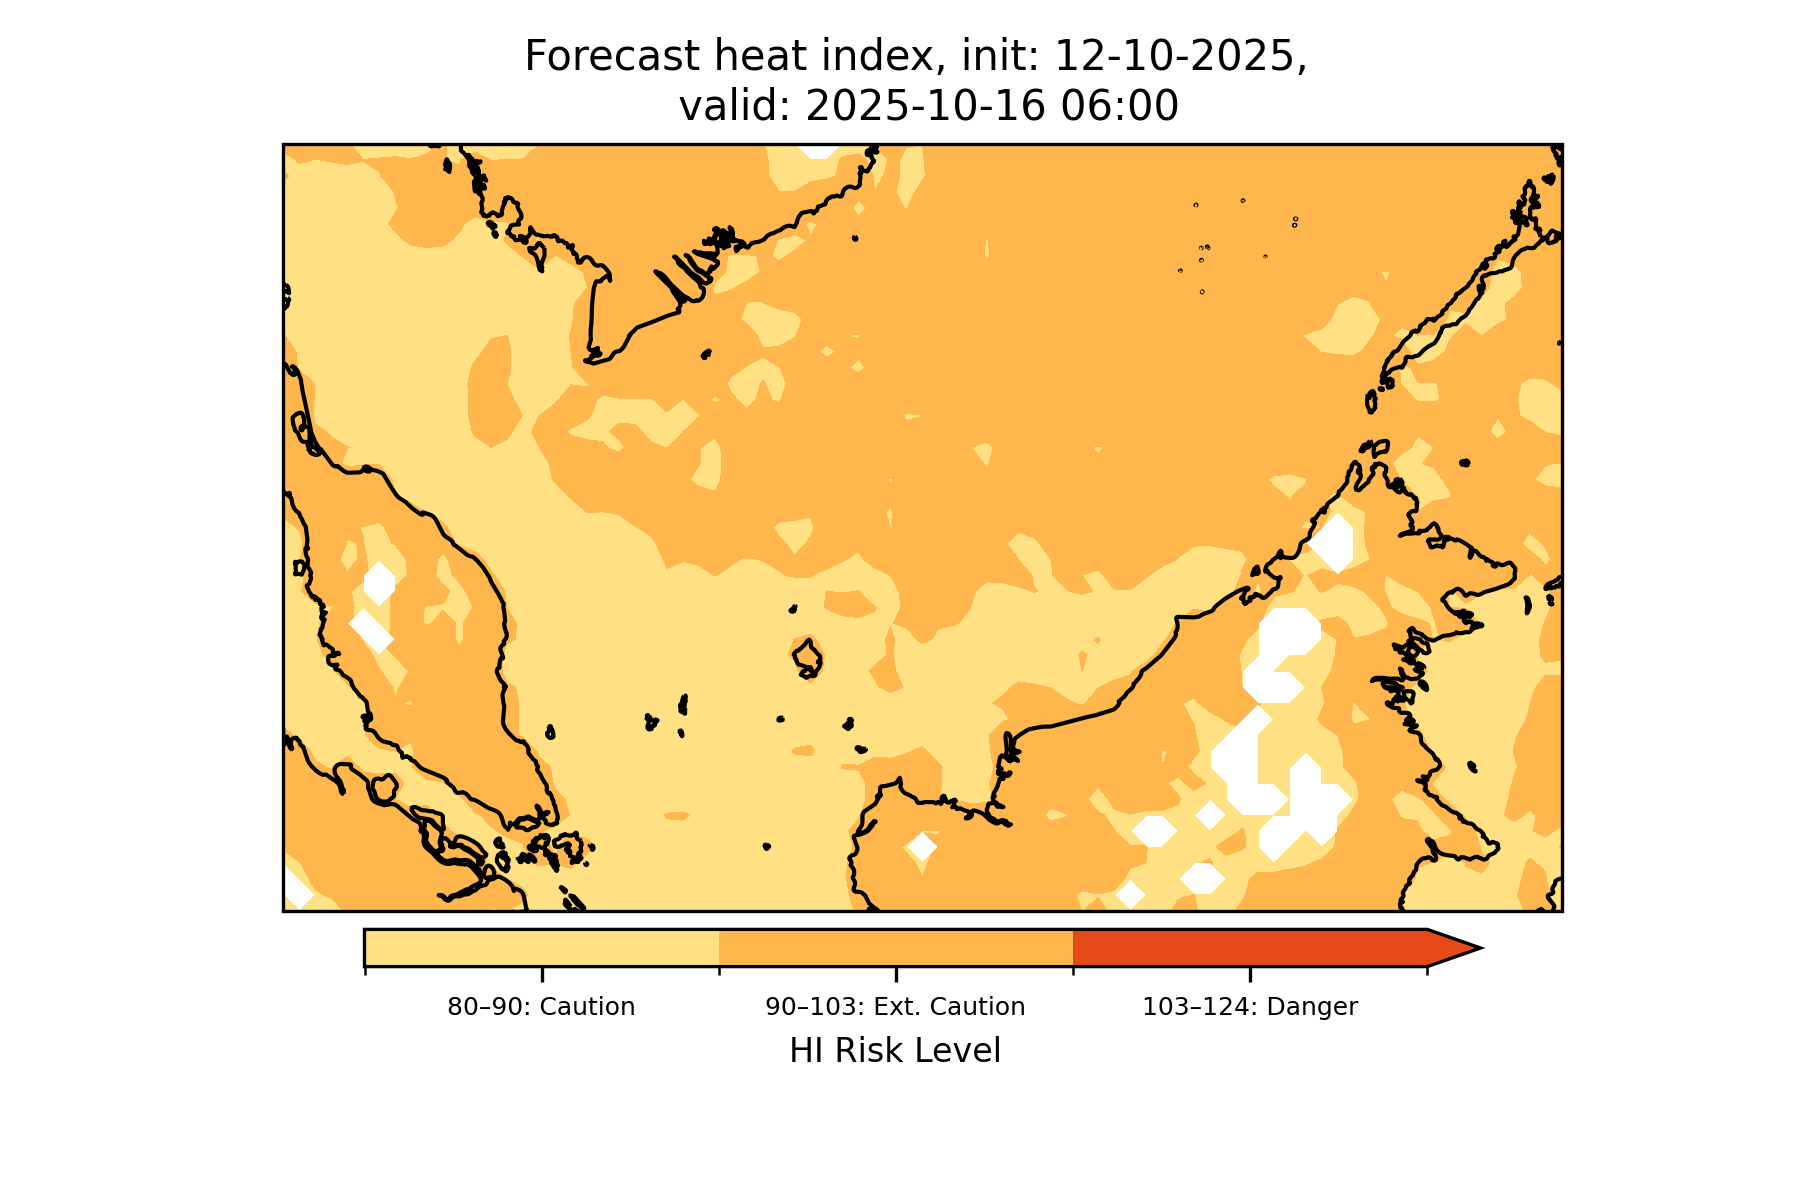 Forecast heat index, init: 12-10-2025,
valid: 2025-10-16 06:00
80–90: Caution
90–103: Ext. Caution
103–124: Danger
HI Risk Level